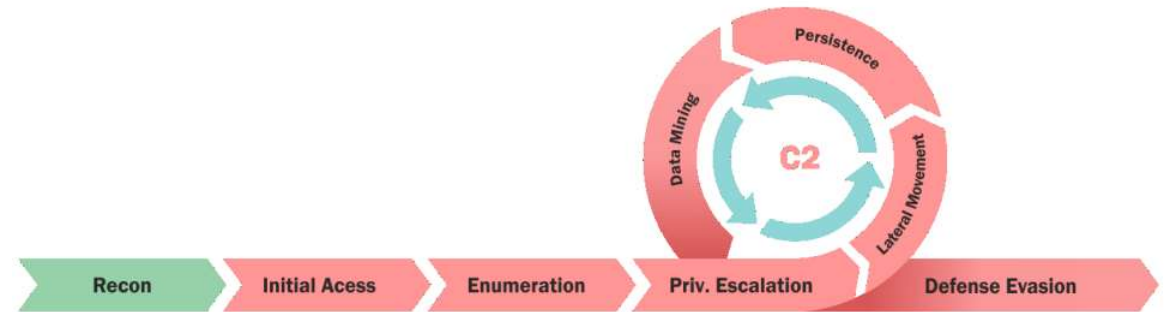 Persistence
Data Mining
C2
Lateral Movement
Recon
Initial Acess
Enumeration
Priv. Escalation
Defense Evasion